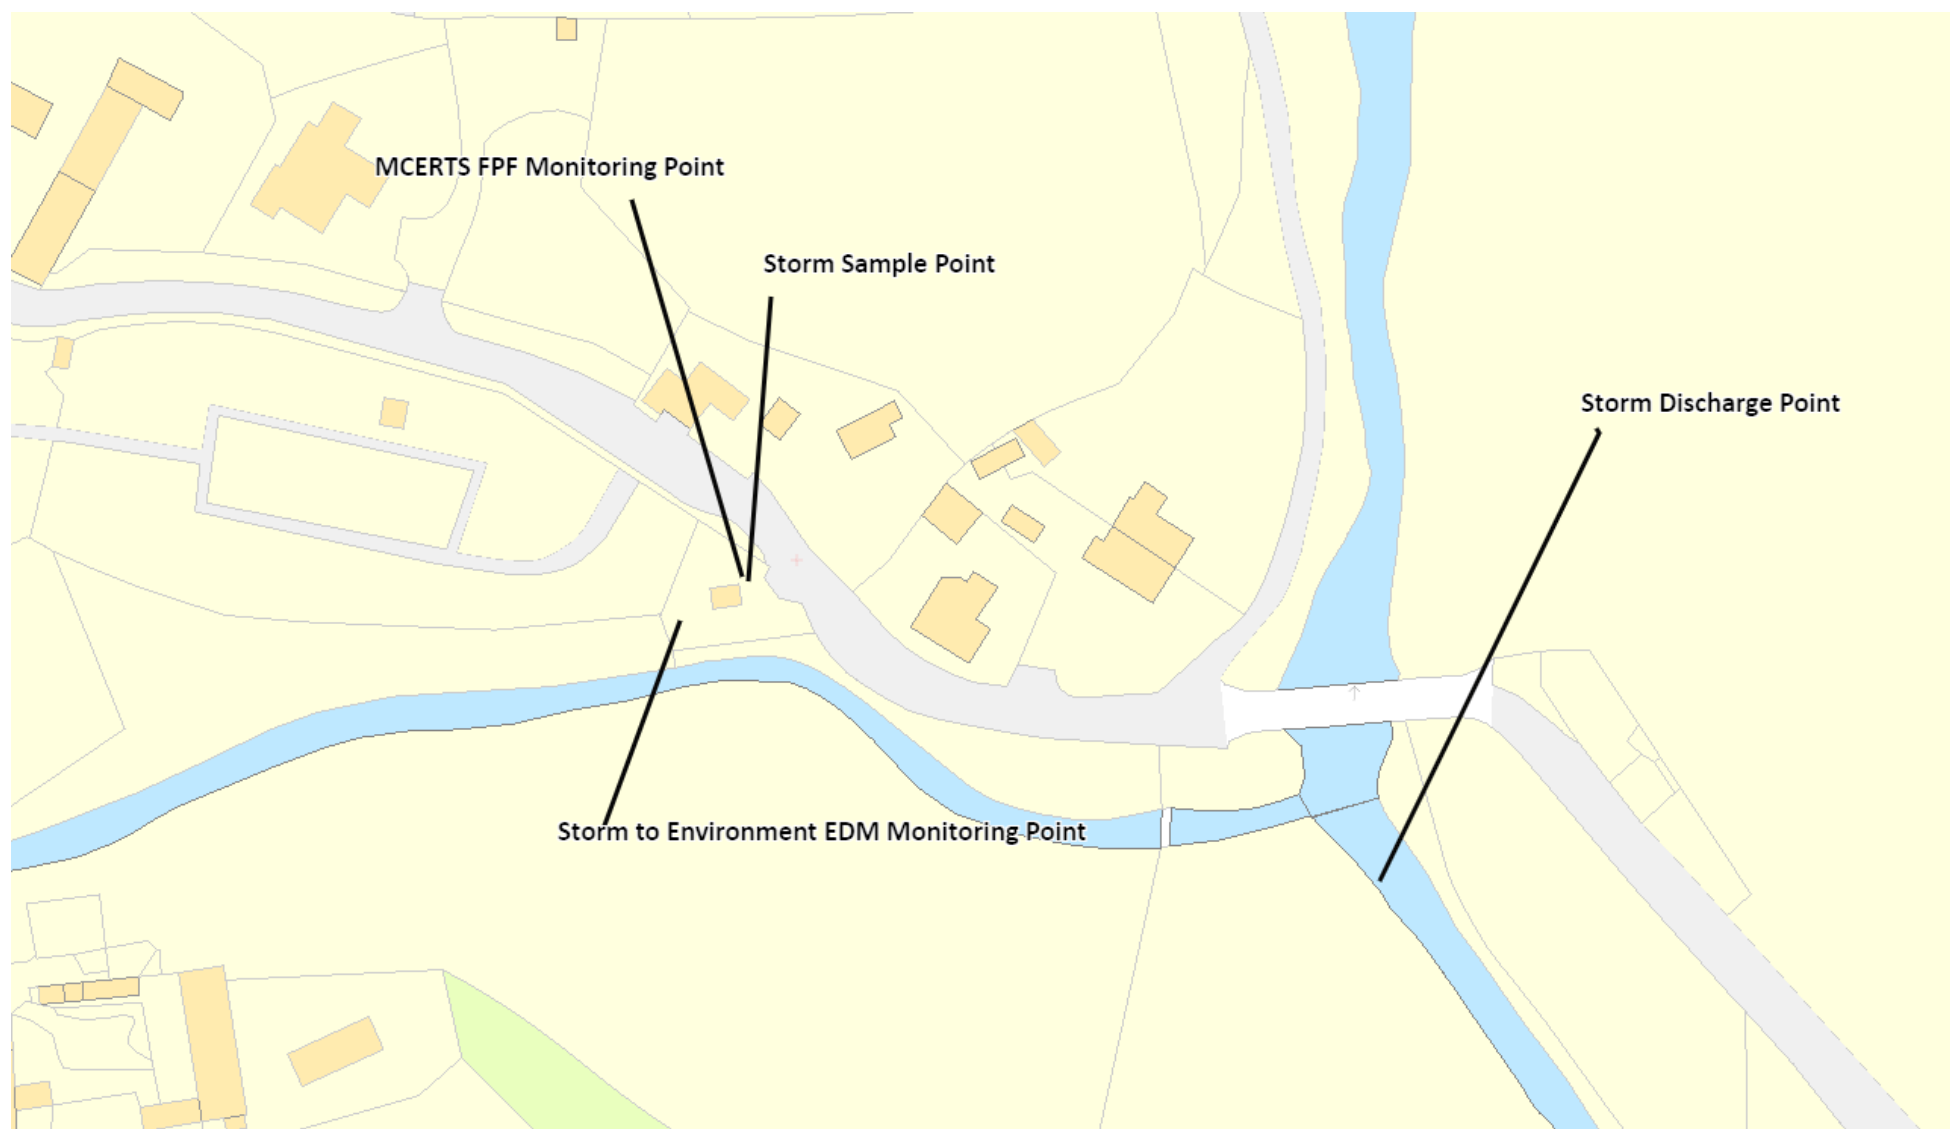 MCERTS FPF Monitoring Point
Storm Sample Point
Storm Discharge Point
Storm to Environment EDM Monitoring Point